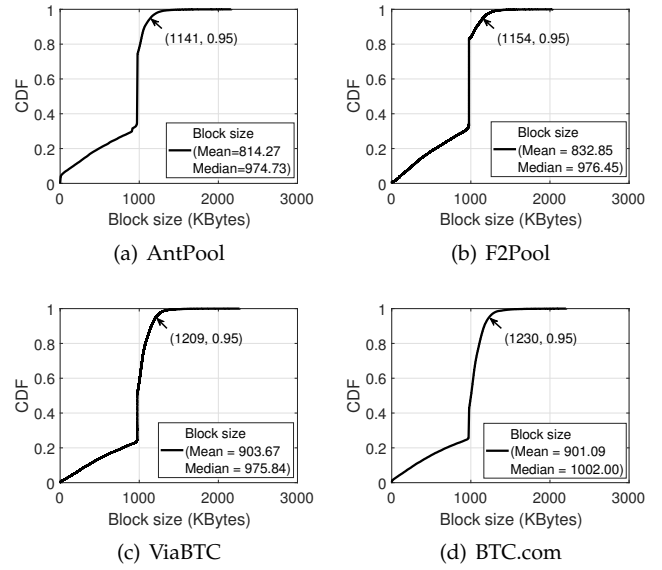 1
0.8
0.6
0.4
0.2
0
CDF
(1141, 0.95)
Block size
(Mean=814.27
Median=974.73)
0 1000 2000 3000
Block size (KBytes)
(a) AntPool
1
0.8
0.6
0.4
0.2
0
CDF
(1154, 0.95)
Block size
(Mean = 832.85
Median = 976.45)
0 1000 2000 3000
Block size (KBytes)
(b) F2Pool
1
0.8
0.6
0.4
0.2
0
CDF
(1209, 0.95)
Block size
(Mean = 903.67
Median = 975.84)
0 1000 2000 3000
Block size (KBytes)
(c) ViaBTC
1
0.8
0.6
0.4
0.2
0
CDF
(1230, 0.95)
Block size
(Mean = 901.09
Median = 1002.00)
0 1000 2000 3000
Block size (KBytes)
(d) BTC.com